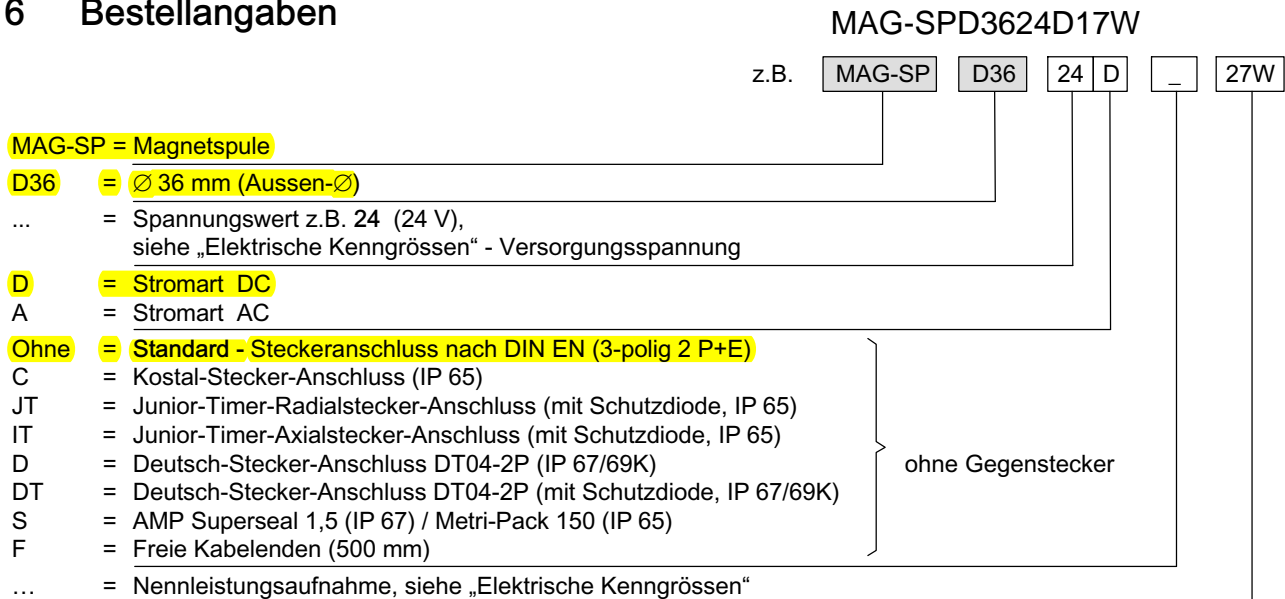 6 Bestellangaben
MAG-SPD3624D17W
z.B. MAG-SP D36 24 D _ 27W
MAG-SP = Magnetspule
D36 = ∅ 36 mm (Aussen-∅)
... = Spannungswert z.B. 24 (24 V),
siehe „Elektrische Kenngrössen“ - Versorgungsspannung
D = Stromart DC
A = Stromart AC
Ohne = Standard - Steckeranschluss nach DIN EN (3-polig 2 P+E)
C = Kostal-Stecker-Anschluss (IP 65)
JT = Junior-Timer-Radialstecker-Anschluss (mit Schutzdiode, IP 65)
IT = Junior-Timer-Axialstecker-Anschluss (mit Schutzdiode, IP 65)
D = Deutsch-Stecker-Anschluss DT04-2P (IP 67/69K)
ohne Gegenstecker
DT = Deutsch-Stecker-Anschluss DT04-2P (mit Schutzdiode, IP 67/69K)
S = AMP Superseal 1,5 (IP 67) / Metri-Pack 150 (IP 65)
F = Freie Kabelenden (500 mm)
… = Nennleistungsaufnahme, siehe „Elektrische Kenngrössen“